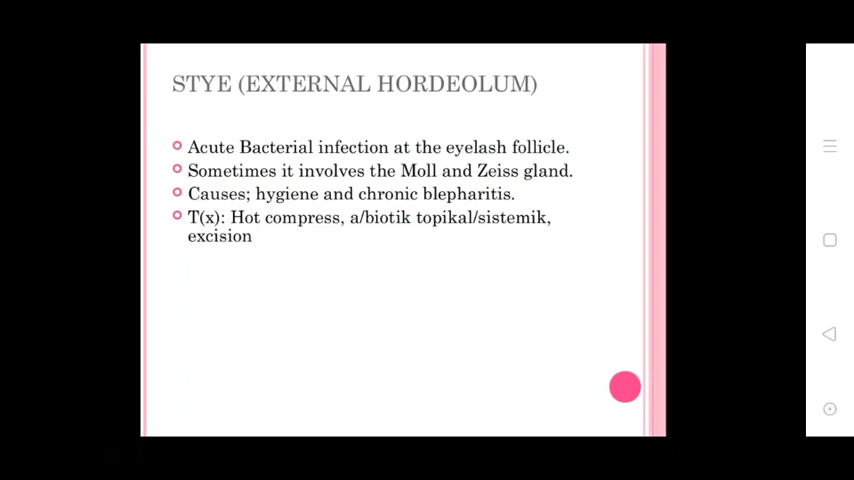 STYE (EXTERNAL HORDEOLUM)
Acute Bacterial infection at the eyelash follicle.
Sometimes it involves the Moll and Zeiss gland.
Causes; hygiene and chronic blepharitis.
T(x): Hot compress, a/biotik topikal/sistemik,
excision